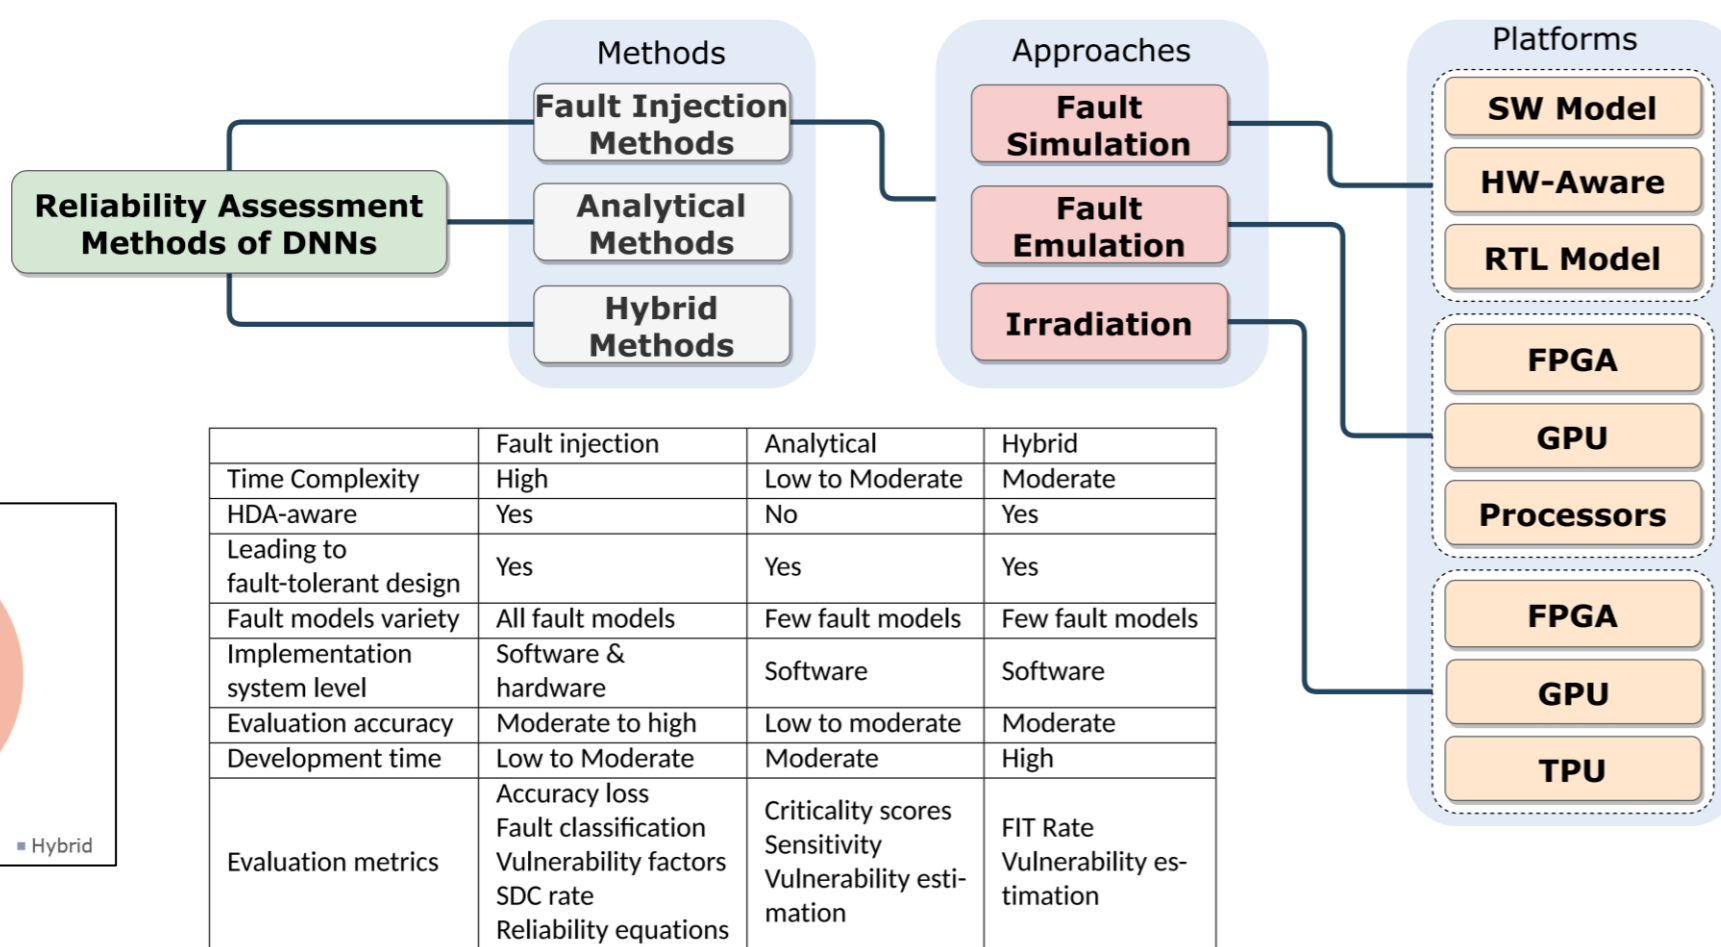 Methods
Approaches
Platforms
Reliability Assessment
Methods of DNNs
Fault Injection
Methods
Analytical
Methods
Hybrid
Methods
Fault
Simulation
Fault
Emulation
Irradiation
SW Model
HW-Aware
RTL Model
FPGA
GPU
Processors
FPGA
GPU
TPU
Fault injection Analytical Hybrid
Time Complexity High Low to Moderate Moderate
HDA-aware Yes No Yes
Leading to
fault-tolerant design Yes Yes Yes
Fault models variety All fault models Few fault models Few fault models
Implementation
system level
Software &
hardware
Software
Software
Evaluation accuracy Moderate to high Low to moderate Moderate
Development time Low to Moderate Moderate High
Evaluation metrics
Accuracy loss
Fault classification
Vulnerability factors
SDC rate
Reliability equations
Criticality scores
Sensitivity
Vulnerability esti-
mation
FIT Rate
Vulnerability es-
timation
Hybrid